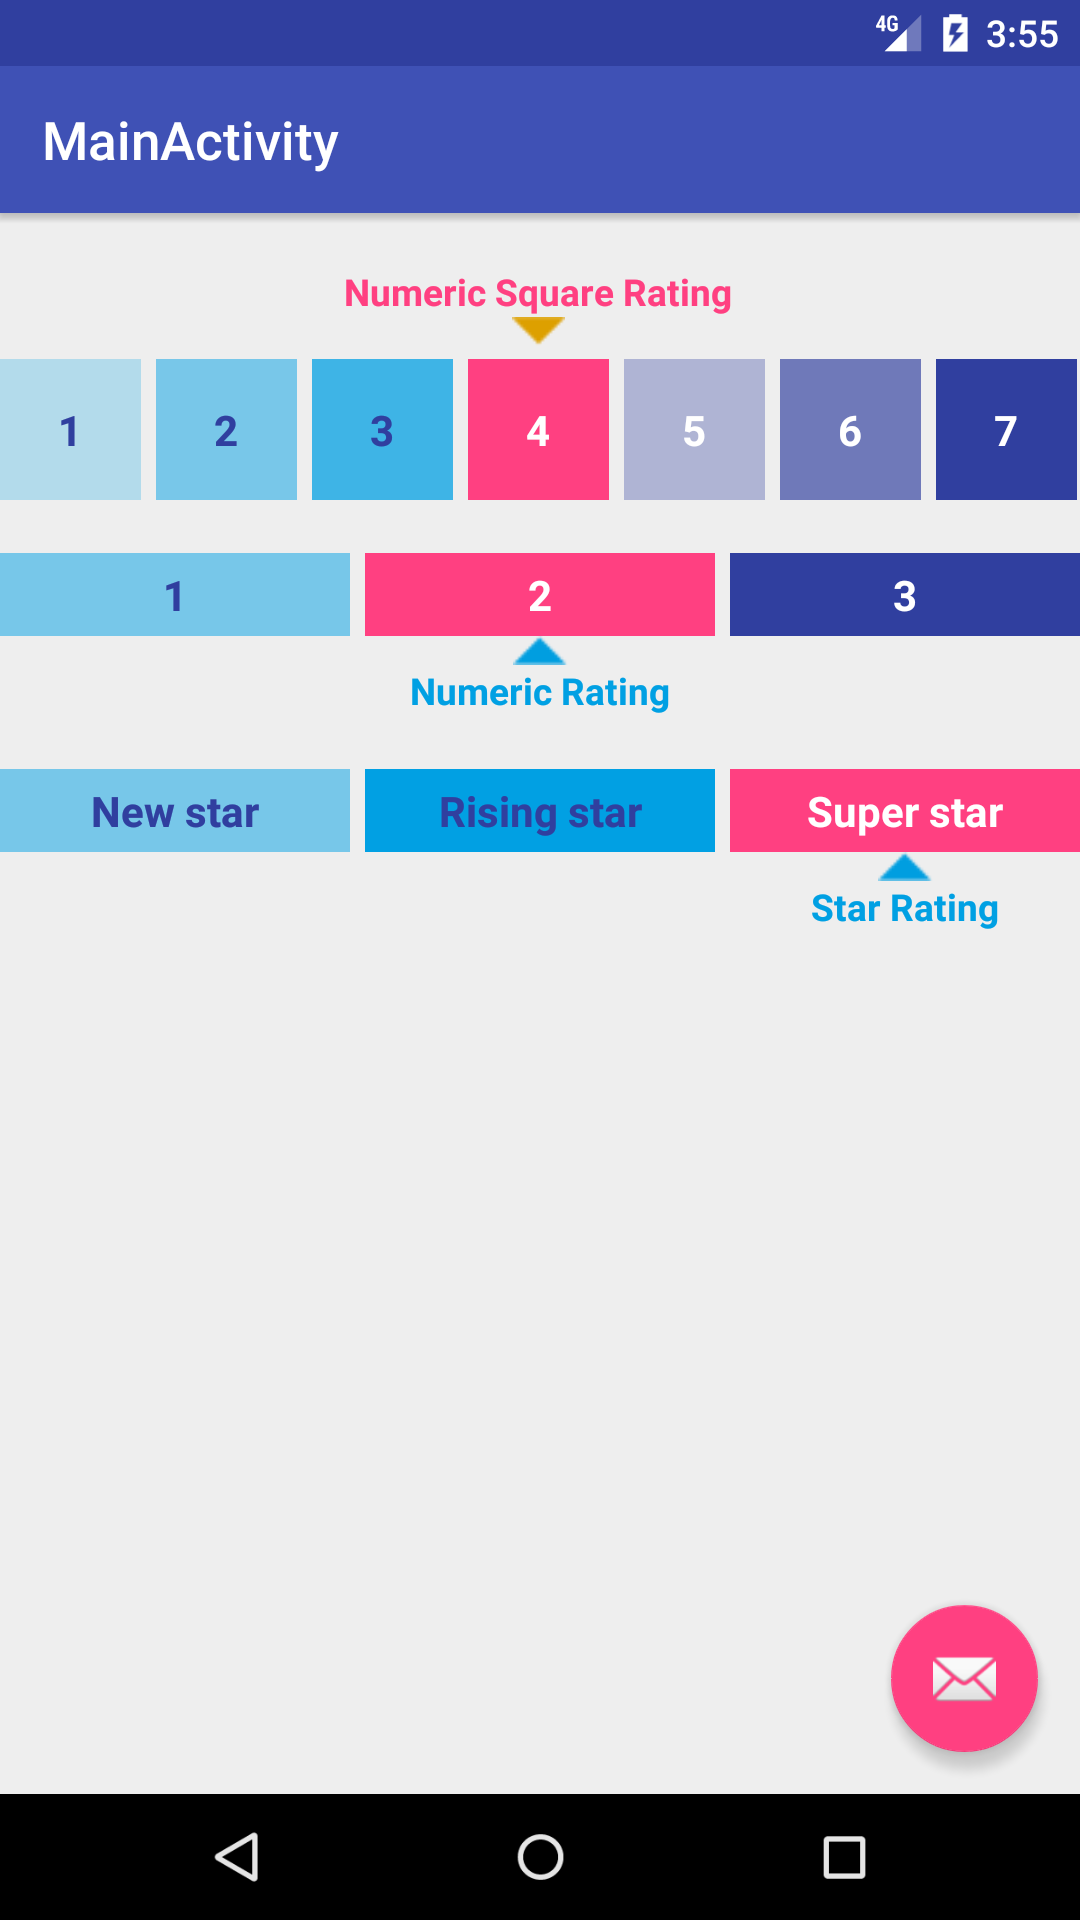 4G 3:55
MainActivity
Numeric Square Rating
1 2 3 4 5 6 7
1 2 3
Numeric Rating
New star Rising star Super star
Star Rating